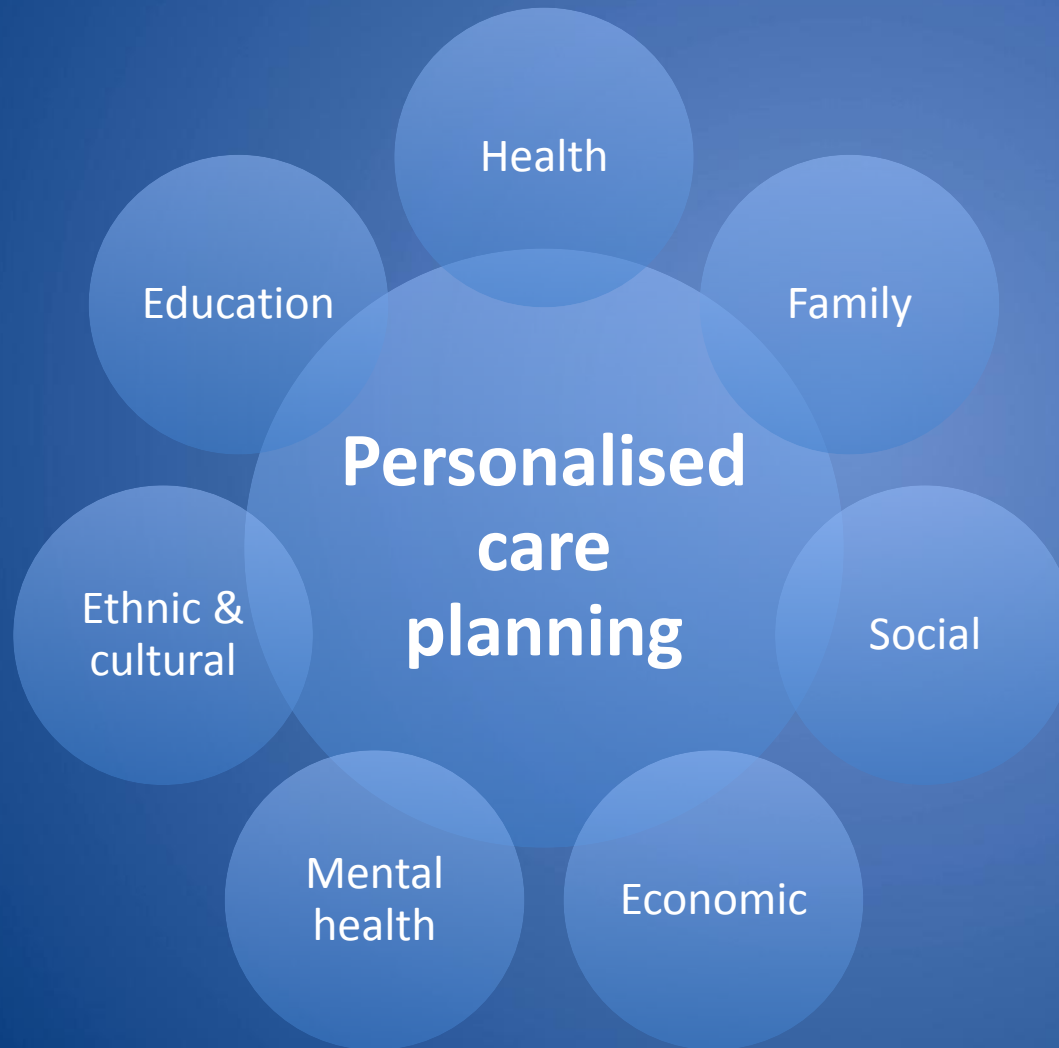 Health
Education
Family
Personalised
care
planning
Ethnic &
cultural
Social
Mental
health
Economic